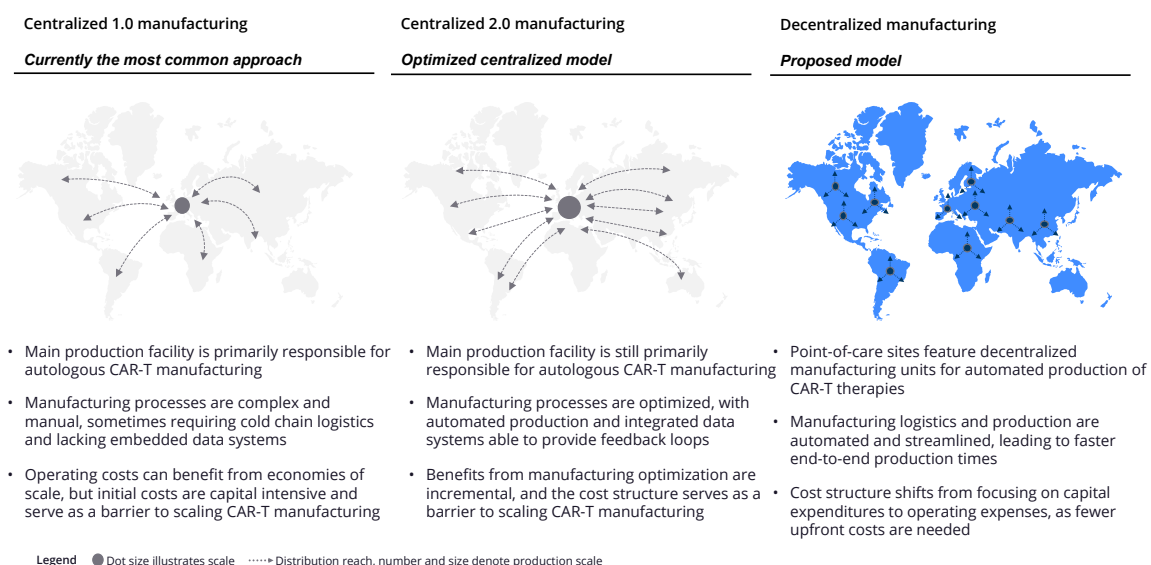 Centralized 1.0 manufacturing
Currently the most common approach
• Main production facility is primarily responsible for
autologous CAR-T manufacturing
• Manufacturing processes are complex and
manual, sometimes requiring cold chain logistics
and lacking embedded data systems
• Operating costs can benefit from economies of
scale, but initial costs are capital intensive and
serve as a barrier to scaling CAR-T manufacturing
Centralized 2.0 manufacturing
Optimized centralized model
• Main production facility is still primarily
responsible for autologous CAR-T manufacturing
• Manufacturing processes are optimized, with
automated production and integrated data
systems able to provide feedback loops
• Benefits from manufacturing optimization are
incremental, and the cost structure serves as a
barrier to scaling CAR-T manufacturing
Decentralized manufacturing
Proposed model
• Point-of-care sites feature decentralized
manufacturing units for automated production of
CAR-T therapies
• Manufacturing logistics and production are
automated and streamlined, leading to faster
end-to-end production times
• Cost structure shifts from focusing on capital
expenditures to operating expenses, as fewer
upfront costs are needed
Legend Dot size illustrates scale Distribution reach, number and size denote production scale